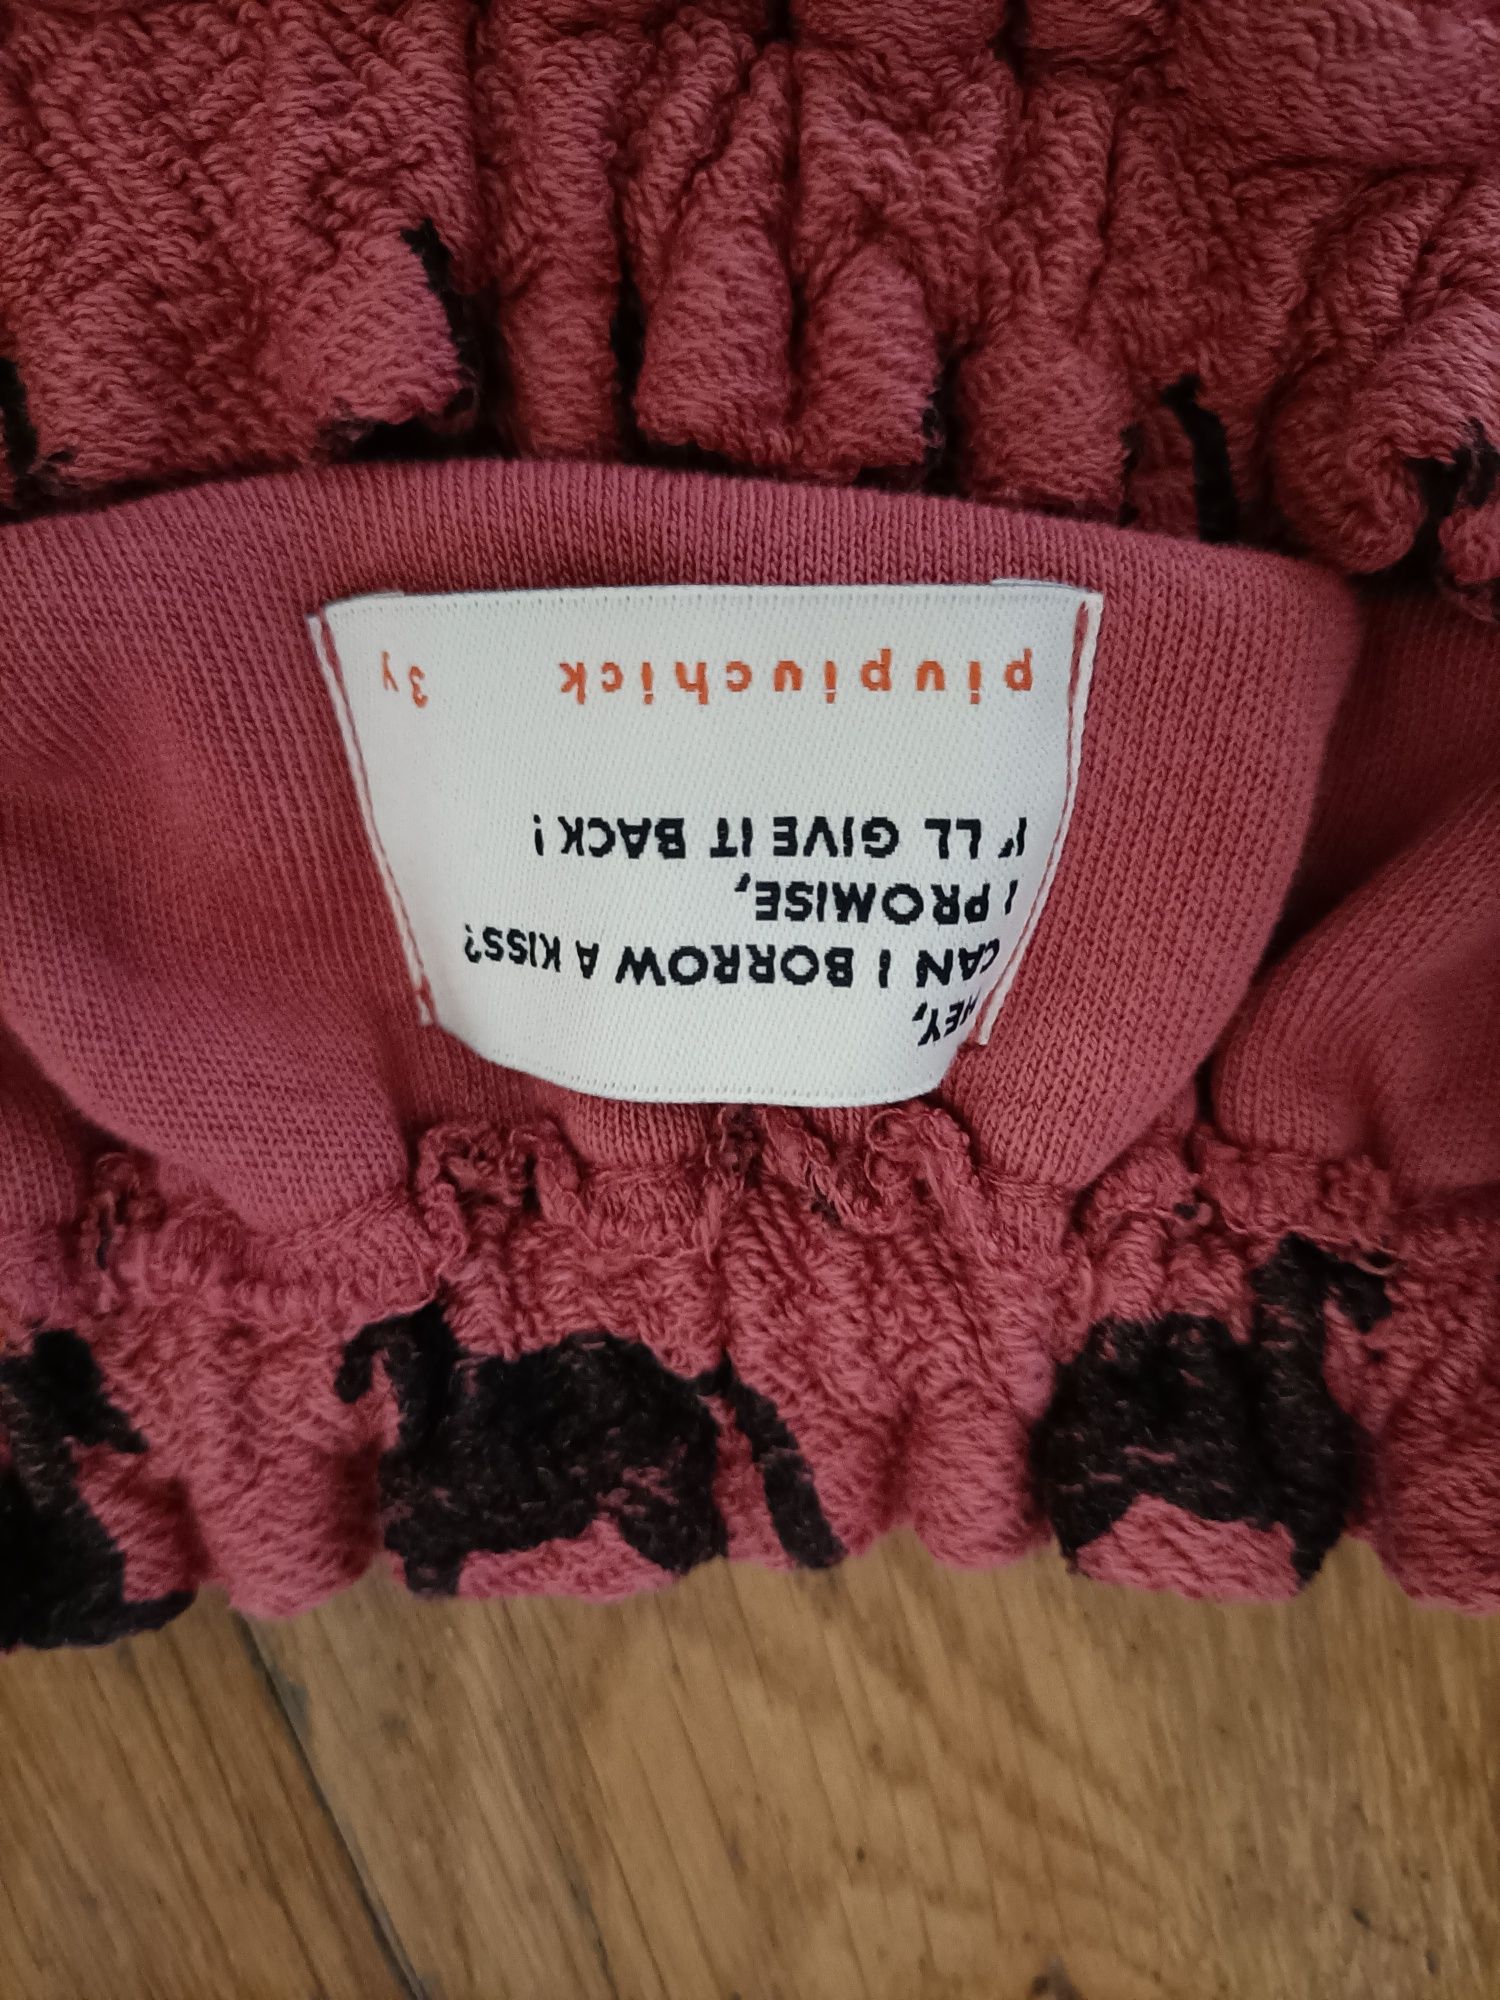 HEY,
CAN I BORROW A KISS?
I PROMISE,
I'LL GIVE IT BACK!
piupiuchick 3y